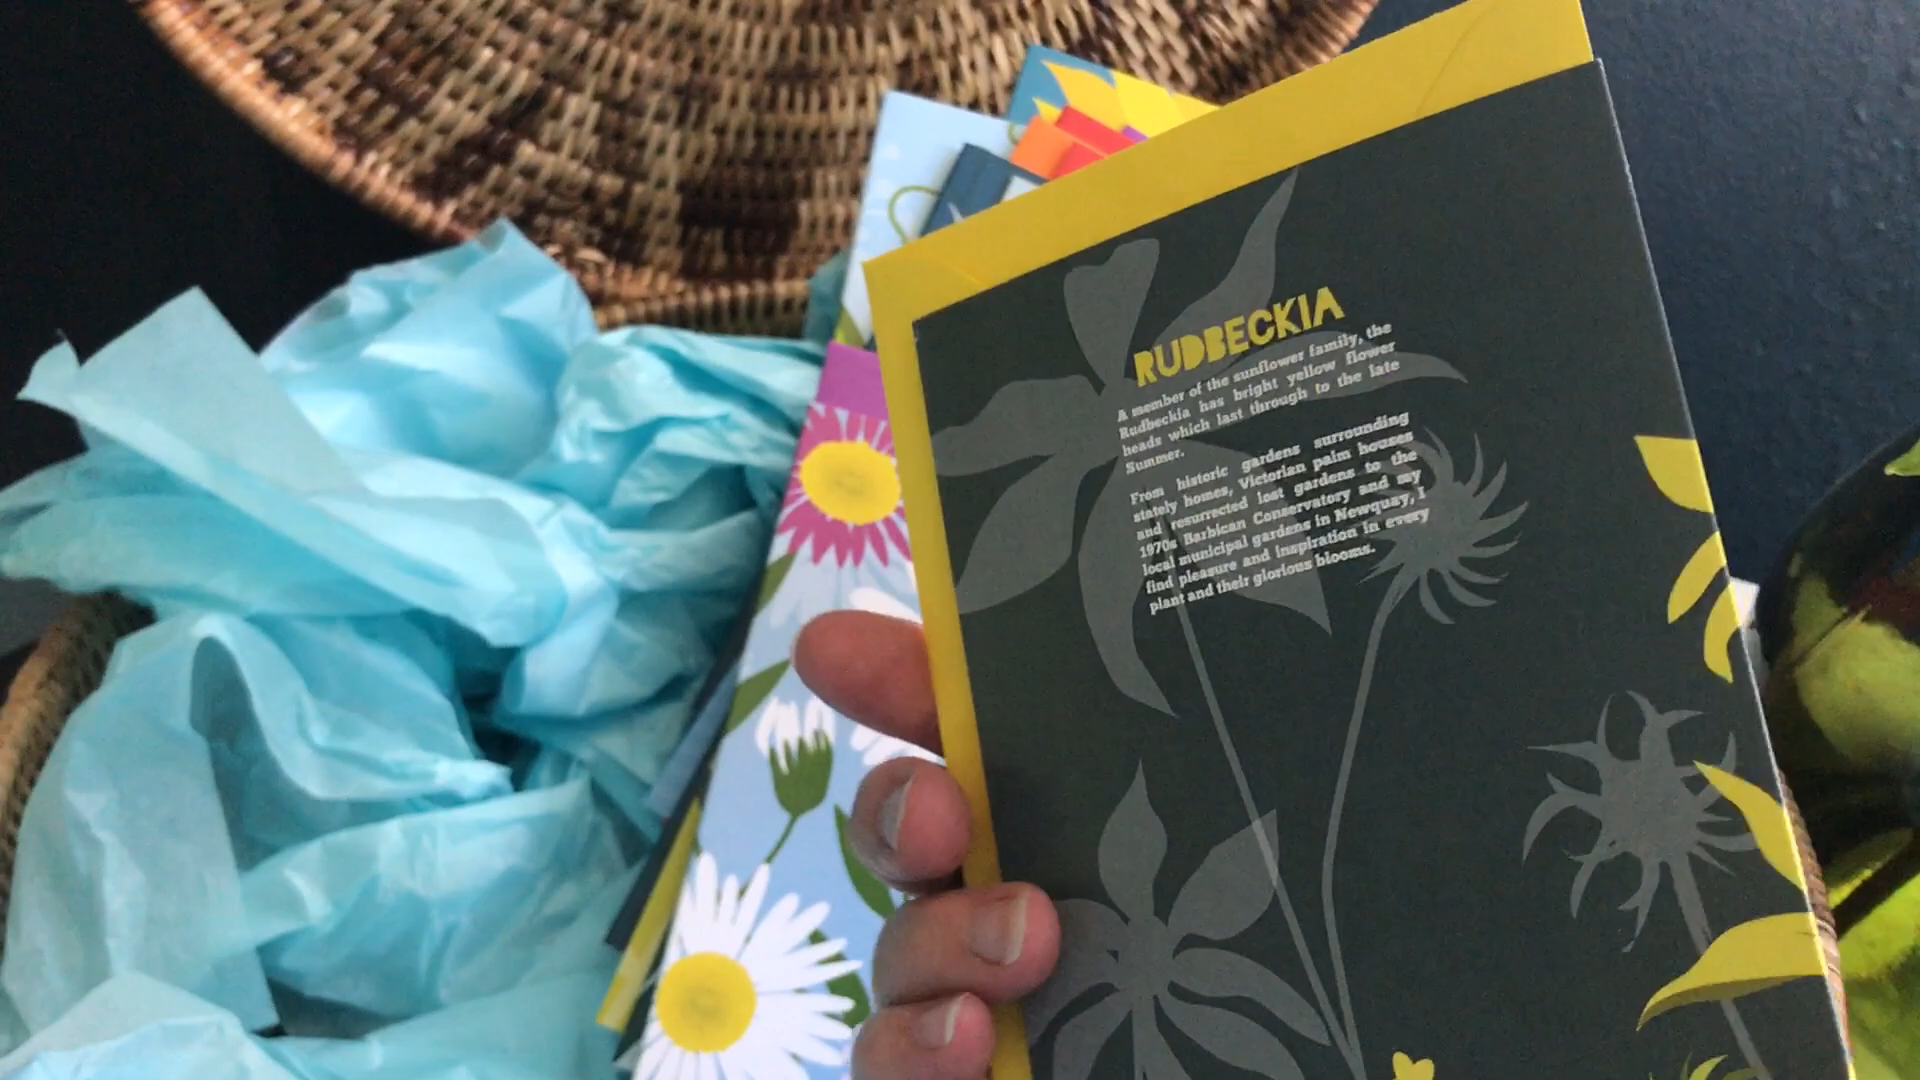 RUDBECKIA
A member of the sunflower family, the
Rudbeckia has bright yellow flower
heads which last through to the late
Summer.
From historic gardens surrounding
stately homes, Victorian palm houses
and resurrected lost gardens to the
1970s Barbican Conservatory and my
local municipal gardens in Newquay, I
find pleasure and inspiration in every
plant and their glorious blooms.